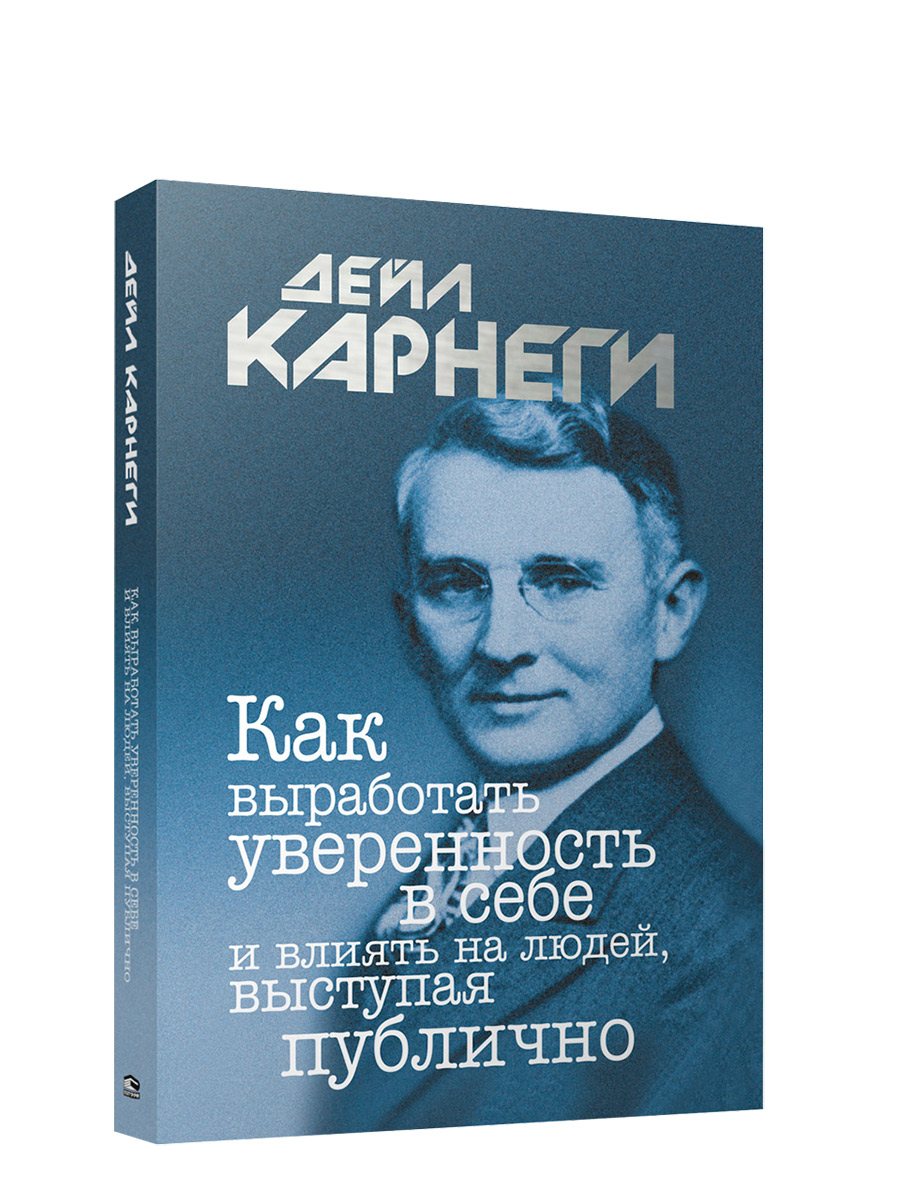 ДЕЙЛ
КАРНЕГИ
Как
выработать
уверенность
в себе
и влиять на людей,
выступая
публично
ДЕЙЛ КАРНЕГИ
КАК ВЫРАБОТАТЬ УВЕРЕННОСТЬ В СЕБЕ
И ВЛИЯТЬ НА ЛЮДЕЙ, ВЫСТУПАЯ ПУБЛИЧНО